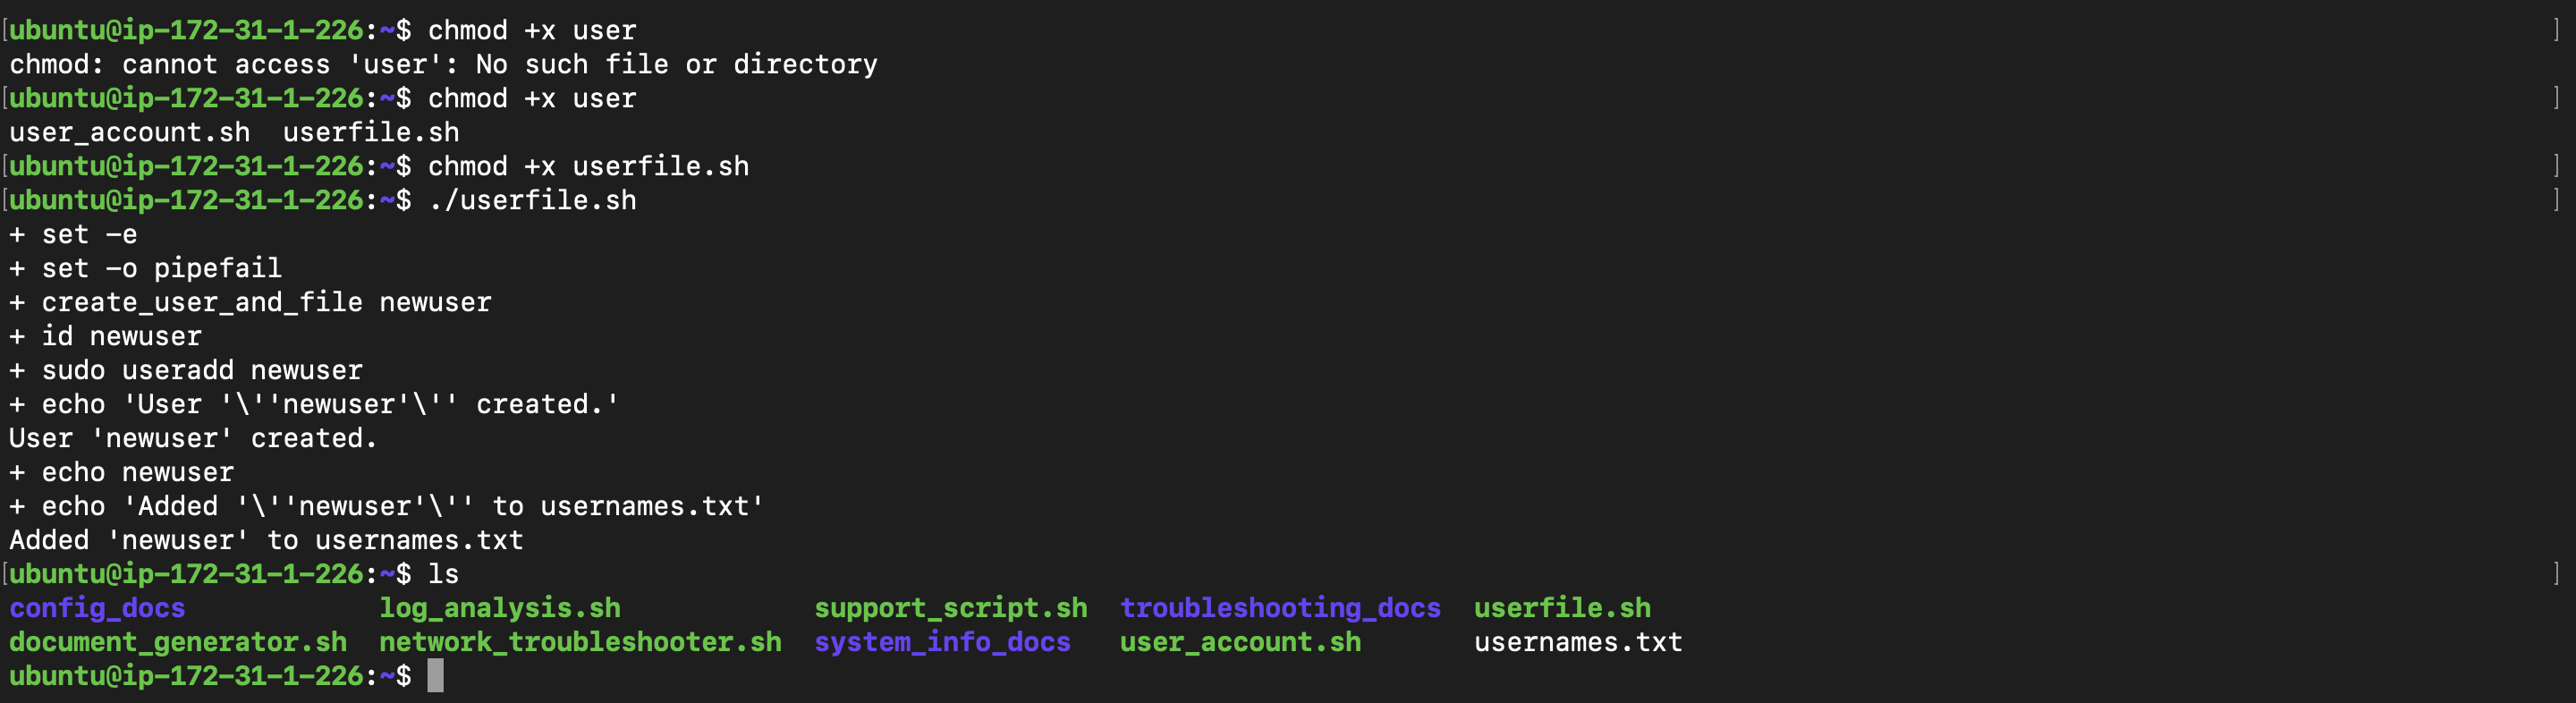 [ubuntu@ip-172-31-1-226:~$ chmod +x user ]
chmod: cannot access 'user': No such file or directory
[ubuntu@ip-172-31-1-226:~$ chmod +x user ]
user_account.sh  userfile.sh
[ubuntu@ip-172-31-1-226:~$ chmod +x userfile.sh ]
[ubuntu@ip-172-31-1-226:~$ ./userfile.sh ]
+ set -e
+ set -o pipefail
+ create_user_and_file newuser
+ id newuser
+ sudo useradd newuser
+ echo 'User '\''newuser'\'' created.'
User 'newuser' created.
+ echo newuser
+ echo 'Added '\''newuser'\'' to usernames.txt'
Added 'newuser' to usernames.txt
[ubuntu@ip-172-31-1-226:~$ ls ]
config_docs  log_analysis.sh  support_script.sh  troubleshooting_docs  userfile.sh
document_generator.sh  network_troubleshooter.sh  system_info_docs  user_account.sh  usernames.txt
ubuntu@ip-172-31-1-226:~$